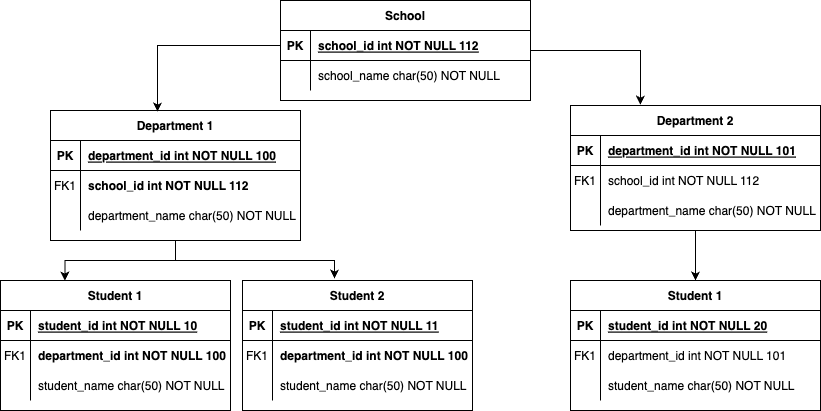 School
PK school_id int NOT NULL 112
school_name char(50) NOT NULL
Department 1
PK department_id int NOT NULL 100
FK1 school_id int NOT NULL 112
department_name char(50) NOT NULL
Department 2
PK department_id int NOT NULL 101
FK1 school_id int NOT NULL 112
department_name char(50) NOT NULL
Student 1
PK student_id int NOT NULL 10
FK1 department_id int NOT NULL 100
student_name char(50) NOT NULL
Student 2
PK student_id int NOT NULL 11
FK1 department_id int NOT NULL 100
student_name char(50) NOT NULL
Student 1
PK student_id int NOT NULL 20
FK1 department_id int NOT NULL 101
student_name char(50) NOT NULL